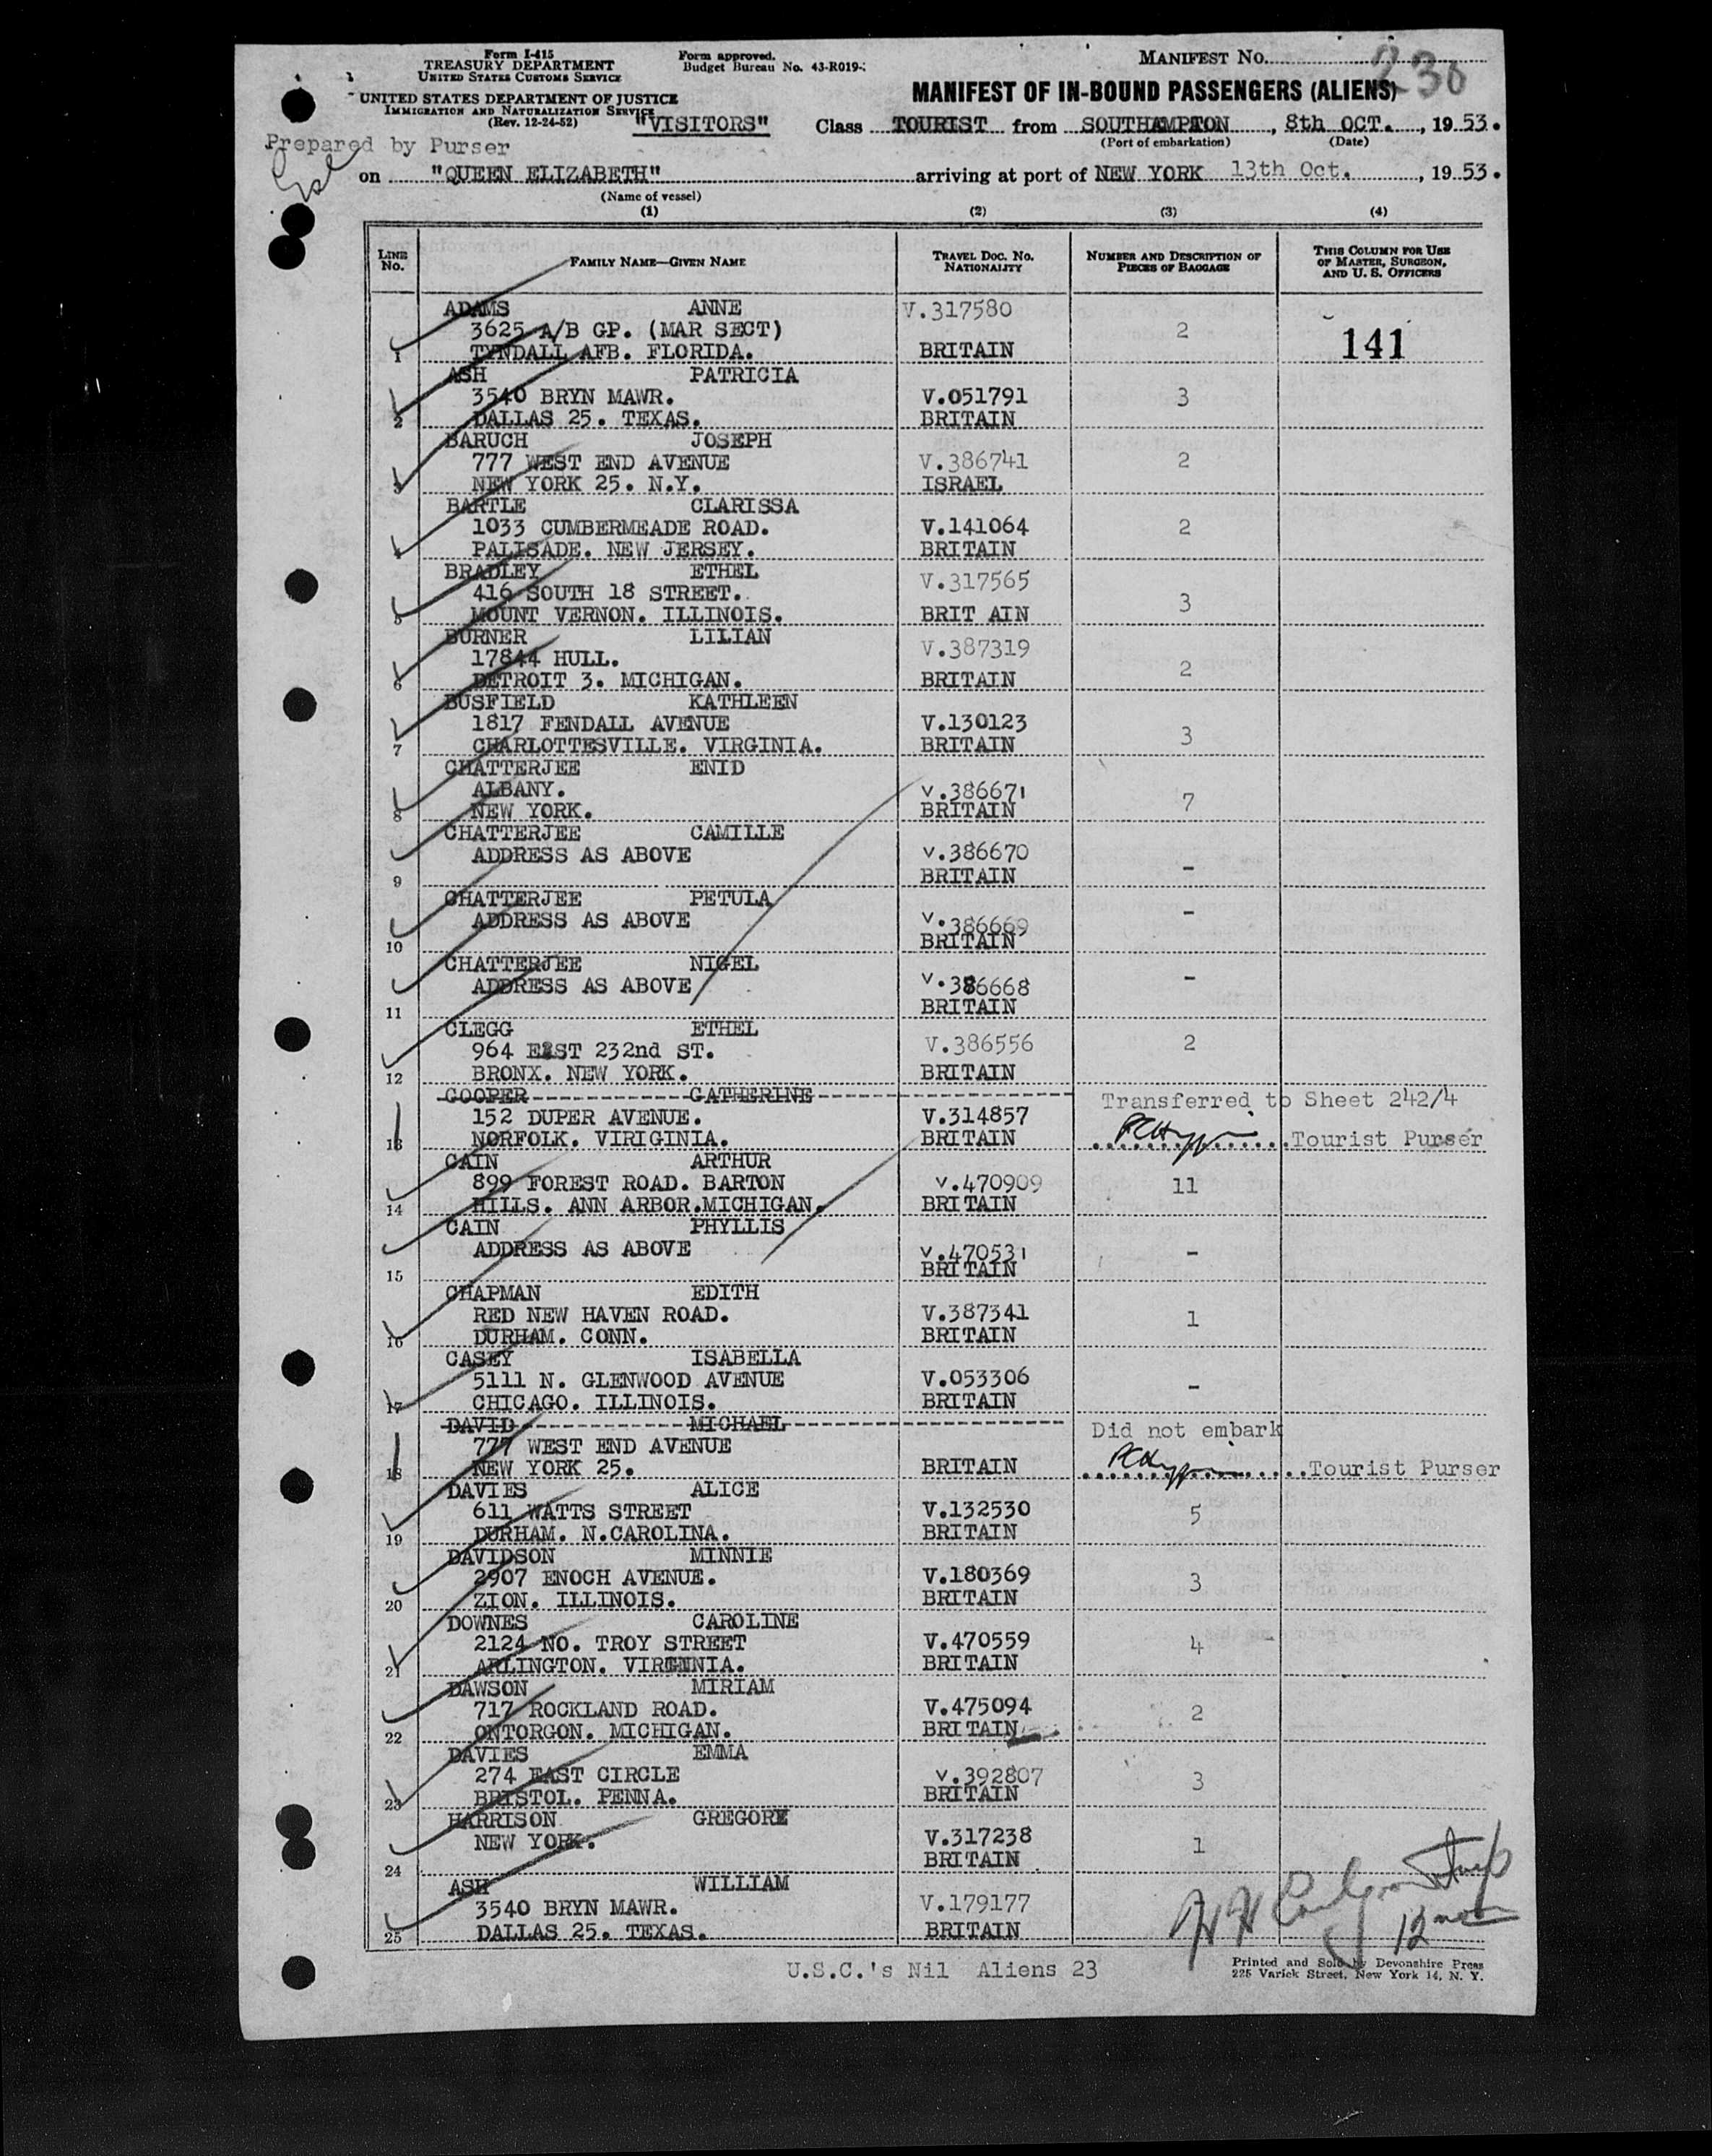 Form I-415
TREASURY DEPARTMENT
UNITED STATES CUSTOMS SERVICE
Form approved.
Budget Bureau No. 43-R019-
MANIFEST No. 230
UNITED STATES DEPARTMENT OF JUSTICE
IMMIGRATION AND NATURALIZATION SERVICE
(Rev. 12-24-52)
MANIFEST OF IN-BOUND PASSENGERS (ALIENS)
"VISITORS" Class TOURIST from SOUTHAMPTON, 8th OCT., 1953.
(Port of embarkation) (Date)
Prepared by Purser
on "QUEEN ELIZABETH" arriving at port of NEW YORK 13th Oct., 1953.
(Name of vessel)
(1) (2) (3) (4)
LINE No. FAMILY NAME—GIVEN NAME TRAVEL DOC. No. NATIONALITY NUMBER AND DESCRIPTION OF PIECES OF BAGGAGE THIS COLUMN FOR USE OF MASTER, SURGEON, AND U. S. OFFICERS
ADAMS ANNE V.317580
3625 A/B GP. (MAR SECT) 2 141
1 TYNDALL AFB. FLORIDA. BRITAIN
ASH PATRICIA
3540 BRYN MAWR. V.051791 3
2 DALLAS 25. TEXAS. BRITAIN
BARUCH JOSEPH
777 WEST END AVENUE V.386741 2
3 NEW YORK 25. N.Y. ISRAEL
BARTLE CLARISSA
1033 CUMBERMEADE ROAD. V.141064 2
4 PALISADE. NEW JERSEY. BRITAIN
BRADLEY ETHEL
416 SOUTH 18 STREET. V.317565 3
5 MOUNT VERNON. ILLINOIS. BRIT AIN
BURNER LILIAN
17844 HULL. V.387319 2
6 DETROIT 3. MICHIGAN. BRITAIN
BUSFIELD KATHLEEN
1817 FENDALL AVENUE V.130123 3
7 CHARLOTTESVILLE. VIRGINIA. BRITAIN
CHATTERJEE ENID
ALBANY. V.386671 7
8 NEW YORK. BRITAIN
CHATTERJEE CAMILLE
ADDRESS AS ABOVE V.386670 -
9 BRITAIN
CHATTERJEE PETULA
ADDRESS AS ABOVE V.386669 -
10 BRITAIN
CHATTERJEE NIGEL
ADDRESS AS ABOVE V.386668 -
11 BRITAIN
CLEGG ETHEL
964 EAST 232nd ST. V.386556 2
12 BRONX. NEW YORK. BRITAIN
COOPER CATHERINE Transferred to Sheet 242/4
152 DUPER AVENUE. V.314857
13 NORFOLK. VIRIGINIA. BRITAIN Tourist Purser
CAIN ARTHUR
899 FOREST ROAD. BARTON V.470909 11
14 HILLS. ANN ARBOR.MICHIGAN. BRITAIN
CAIN PHYLLIS
ADDRESS AS ABOVE V.470531 -
15 BRITAIN
CHAPMAN EDITH
RED NEW HAVEN ROAD. V.387341 1
16 DURHAM. CONN. BRITAIN
CASEY ISABELLA
5111 N. GLENWOOD AVENUE V.053306 -
17 CHICAGO. ILLINOIS. BRITAIN
DAVID MICHAEL Did not embark
777 WEST END AVENUE
18 NEW YORK 25. BRITAIN Tourist Purser
DAVIES ALICE
611 WATTS STREET V.132530 5
19 DURHAM. N.CAROLINA. BRITAIN
DAVIDSON MINNIE
2907 ENOCH AVENUE. V.180369 3
20 ZION. ILLINOIS. BRITAIN
DOWNES CAROLINE
2124 NO. TROY STREET V.470559 4
21 ARLINGTON. VIRGINNIA. BRITAIN
DAWSON MIRIAM
717 ROCKLAND ROAD. V.475094 2
22 ONTORGON. MICHIGAN. BRITAIN
DAVIES EMMA
274 EAST CIRCLE V.392807 3
23 BRISTOL. PENNA. BRITAIN
HARRISON GREGORY
NEW YORK. V.317238 1
24 BRITAIN
ASH WILLIAM
3540 BRYN MAWR. V.179177
25 DALLAS 25. TEXAS. BRITAIN
U.S.C.'s Nil Aliens 23
Printed and Sold by Devonshire Press
225 Varick Street, New York 14, N. Y.